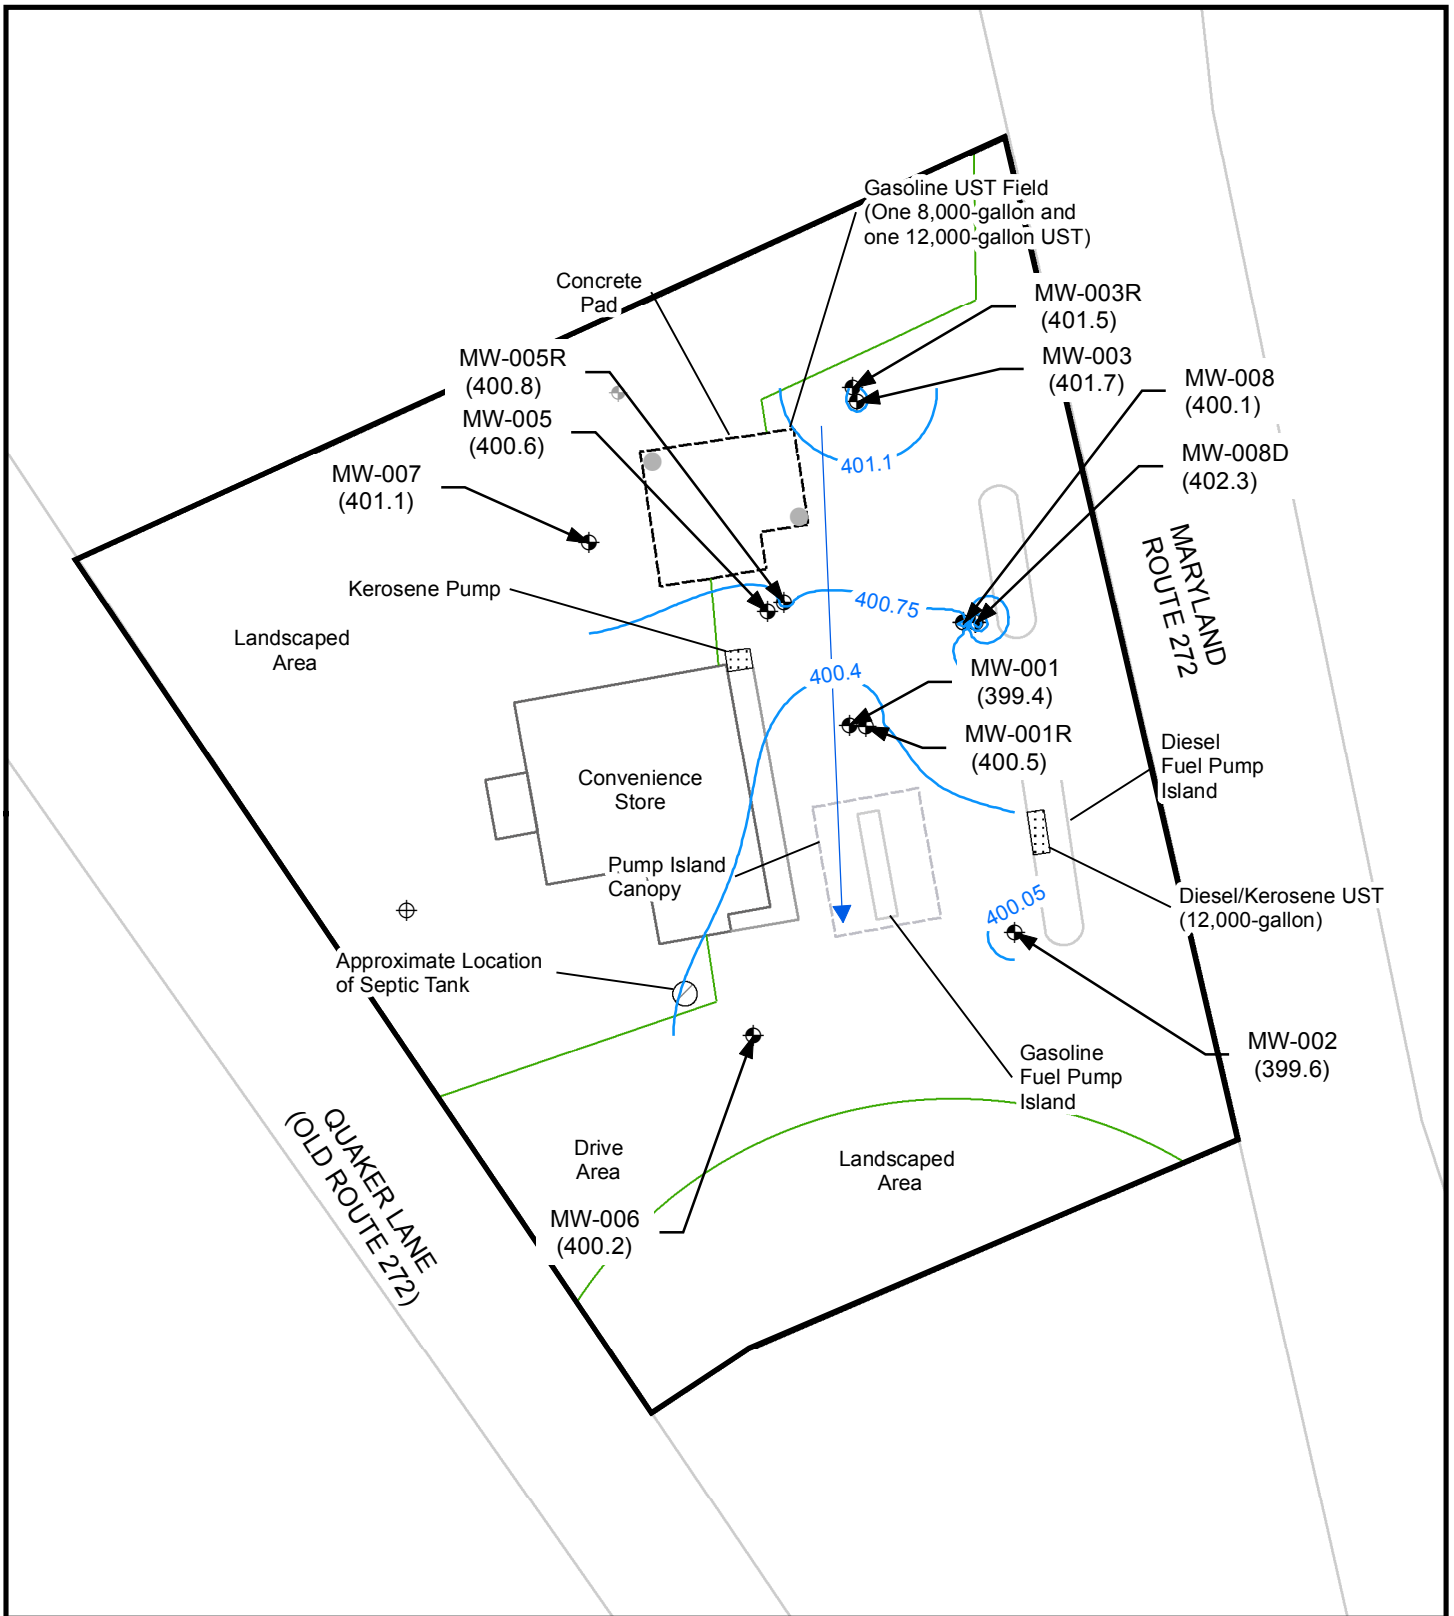 Gasoline UST Field
(One 8,000-gallon and
one 12,000-gallon UST)
Concrete
Pad
MW-003R
(401.5)
MW-005R
(400.8)
MW-003
(401.7)
MW-008
(400.1)
MW-005
(400.6)
MW-008D
(402.3)
401.1
MW-007
(401.1)
MARYLAND
ROUTE 272
Kerosene Pump
400.75
Landscaped
Area
400.4
MW-001
(399.4)
MW-001R
(400.5)
Diesel
Fuel Pump
Island
Convenience
Store
Pump Island
Canopy
Diesel/Kerosene UST
(12,000-gallon)
400.05
Approximate Location
of Septic Tank
MW-002
(399.6)
Gasoline
Fuel Pump
Island
QUAKER LANE
(OLD ROUTE 272)
Drive
Area
Landscaped
Area
MW-006
(400.2)